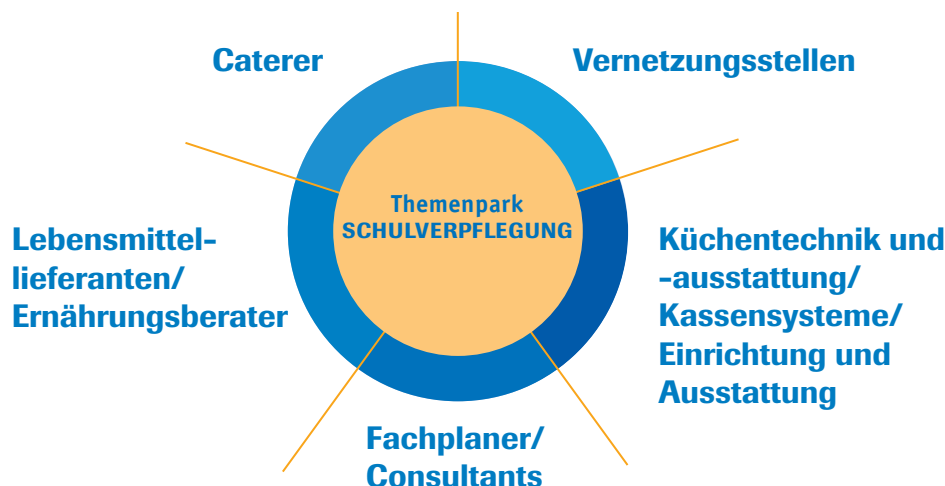 Caterer
Vernetzungsstellen
Themenpark
SCHULVERPFLEGUNG
Lebensmittel-
lieferanten/
Ernährungsberater
Küchentechnik und
-ausstattung/
Kassensysteme/
Einrichtung und
Ausstattung
Fachplaner/
Consultants